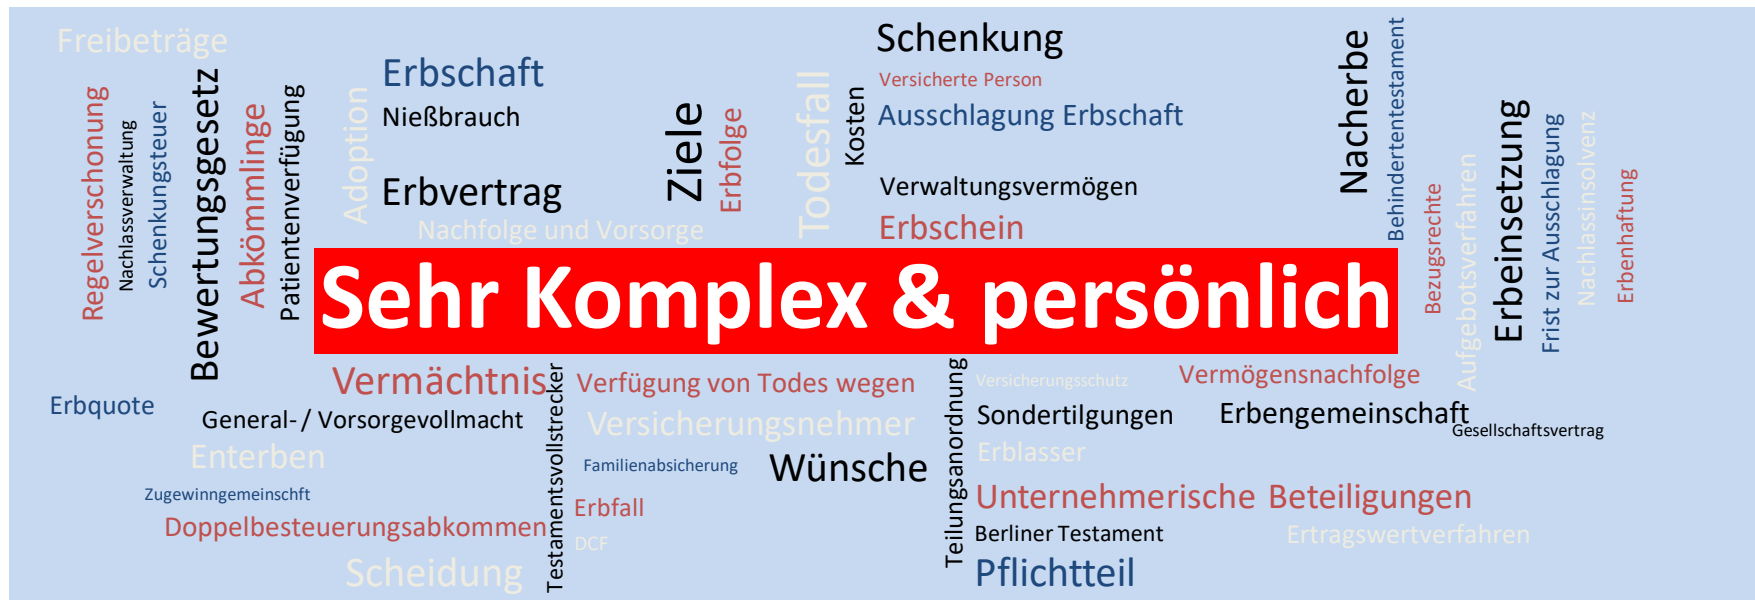 Freibeträge
Regelverschonung
Nachlassverwaltung
Schenkungsteuer
Bewertungsgesetz
Abkömmlinge
Patientenverfügung
Adoption
Erbschaft
Nießbrauch
Erbvertrag
Nachfolge und Vorsorge
Ziele
Erbfolge
Todesfall
Kosten
Schenkung
Versicherte Person
Ausschlagung Erbschaft
Verwaltungsvermögen
Erbschein
Nacherbe
Behindertentestament
Bezugsrechte
Aufgebotsverfahren
Erbeinsetzung
Frist zur Ausschlagung
Nachlassinsolvenz
Erbenhaftung
Sehr Komplex & persönlich
Erbquote
Vermächtnis
General- / Vorsorgevollmacht
Enterben
Zugewinngemeinschft
Doppelbesteuerungsabkommen
Scheidung
Testamentsvollstrecker
Verfügung von Todes wegen
Versicherungsnehmer
Familienabsicherung
Wünsche
Erbfall
DCF
Teilungsanordnung
Versicherungsschutz
Vermögensnachfolge
Sondertilgungen
Erbengemeinschaft
Gesellschaftsvertrag
Erblasser
Unternehmerische Beteiligungen
Berliner Testament
Ertragswertverfahren
Pflichtteil